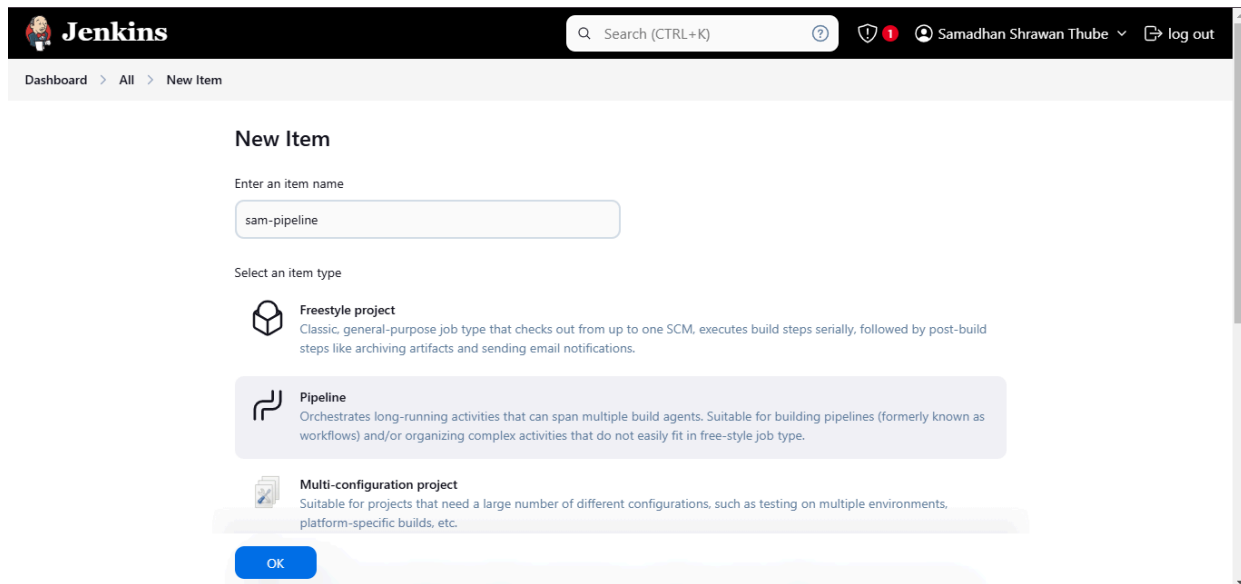 Jenkins
Search (CTRL+K)
?
1
Samadhan Shrawan Thube
log out
Dashboard > All > New Item
New Item
Enter an item name
sam-pipeline
Select an item type
Freestyle project
Classic, general-purpose job type that checks out from up to one SCM, executes build steps serially, followed by post-build
steps like archiving artifacts and sending email notifications.
Pipeline
Orchestrates long-running activities that can span multiple build agents. Suitable for building pipelines (formerly known as
workflows) and/or organizing complex activities that do not easily fit in free-style job type.
Multi-configuration project
Suitable for projects that need a large number of different configurations, such as testing on multiple environments,
platform-specific builds, etc.
OK